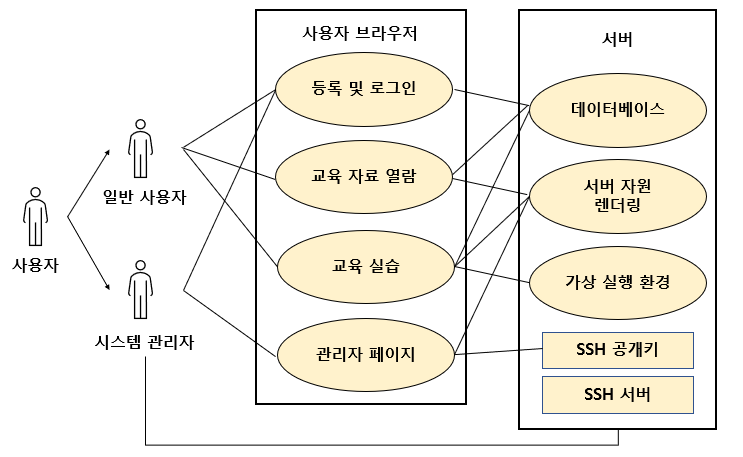 사용자 브라우저
서버
등록 및 로그인
데이터베이스
교육 자료 열람
서버 자원
렌더링
일반 사용자
사용자
교육 실습
가상 실행 환경
시스템 관리자
관리자 페이지
SSH 공개키
SSH 서버